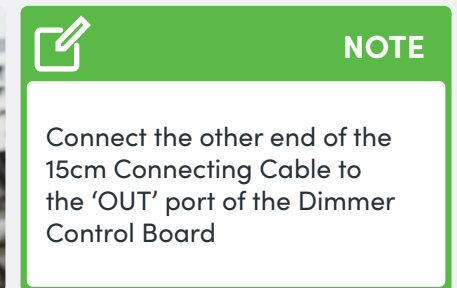 NOTE
Connect the other end of the
15cm Connecting Cable to
the ‘OUT’ port of the Dimmer
Control Board